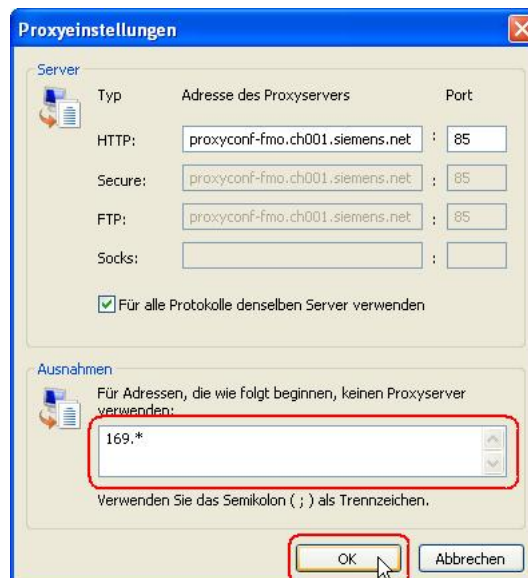 Proxyeinstellungen
Server
Typ Adresse des Proxyservers Port
HTTP: proxyconf-fmo.ch001.siemens.net : 85
Secure: proxyconf-fmo.ch001.siemens.net : 85
FTP: proxyconf-fmo.ch001.siemens.net : 85
Socks: :
Für alle Protokolle denselben Server verwenden
Ausnahmen
Für Adressen, die wie folgt beginnen, keinen Proxyserver
verwenden:
169.*
Verwenden Sie das Semikolon ( ; ) als Trennzeichen.
OK Abbrechen